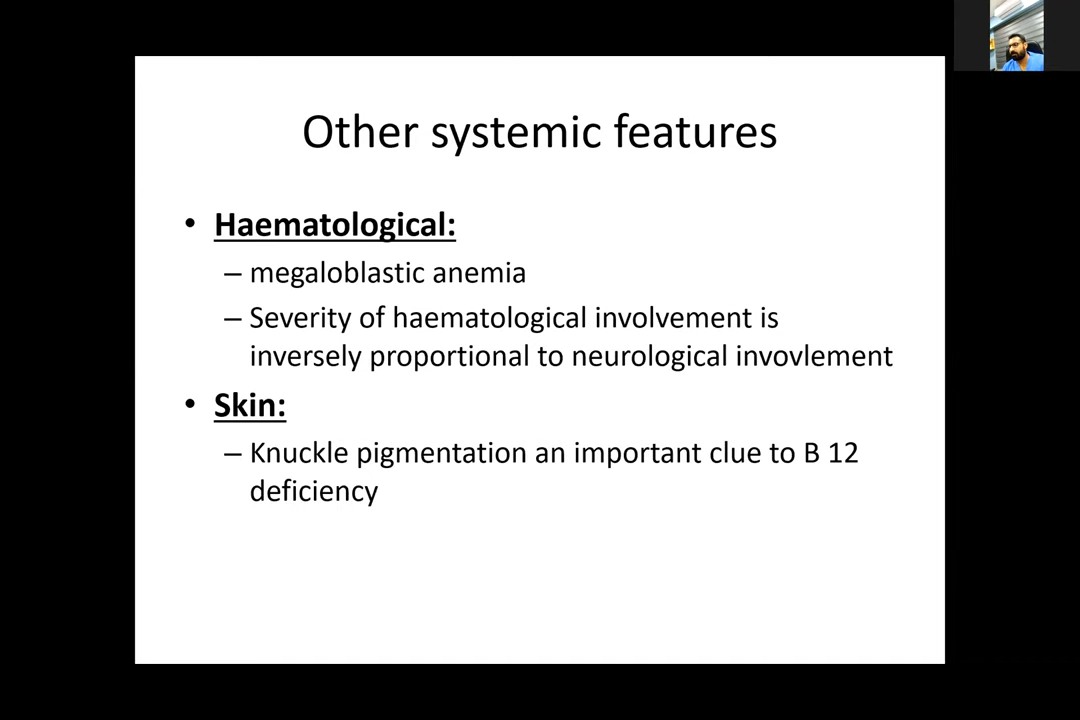 Other systemic features
• Haematological:
– megaloblastic anemia
– Severity of haematological involvement is
inversely proportional to neurological invovlement
• Skin:
– Knuckle pigmentation an important clue to B 12
deficiency